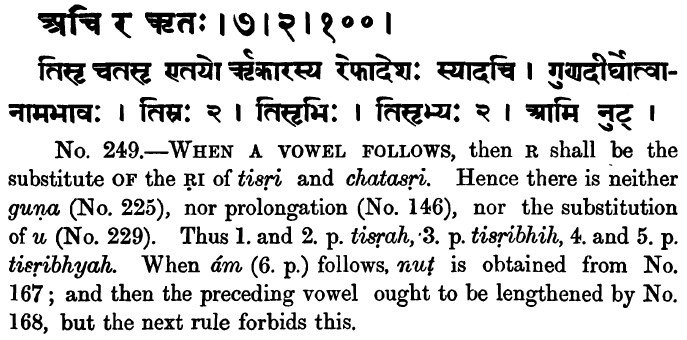 अचि र ऋतः । ७ । २ । १०० ।
तिसृ चतसृ एतयो र्ऋकारस्य रेफादेशः स्यादचि । गुणदीर्घोत्वा-
नामभावः । तिस्रः २ । तिसृभिः । तिसृभ्यः २ । आमि नुट् ।
No. 249.—WHEN A VOWEL FOLLOWS, then R shall be the
substitute OF the ṚI of tisṛi and chatasṛi. Hence there is neither
guṇa (No. 225), nor prolongation (No. 146), nor the substitution
of u (No. 229). Thus 1. and 2. p. tisṛah, 3. p. tisṛibhih, 4. and 5. p.
tisṛibhyah. When ám (6. p.) follows, nuṭ is obtained from No.
167; and then the preceding vowel ought to be lengthened by No.
168, but the next rule forbids this.